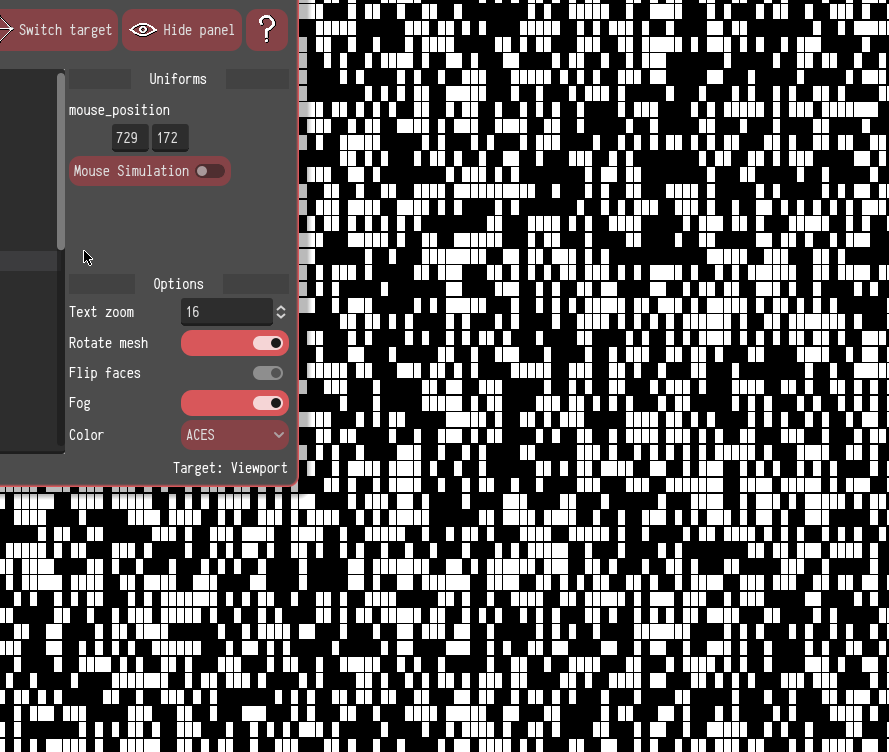 Switch target Hide panel ?
Uniforms
mouse_position
729 172
Mouse Simulation
Options
Text zoom 16
Rotate mesh
Flip faces
Fog
Color ACES
Target: Viewport